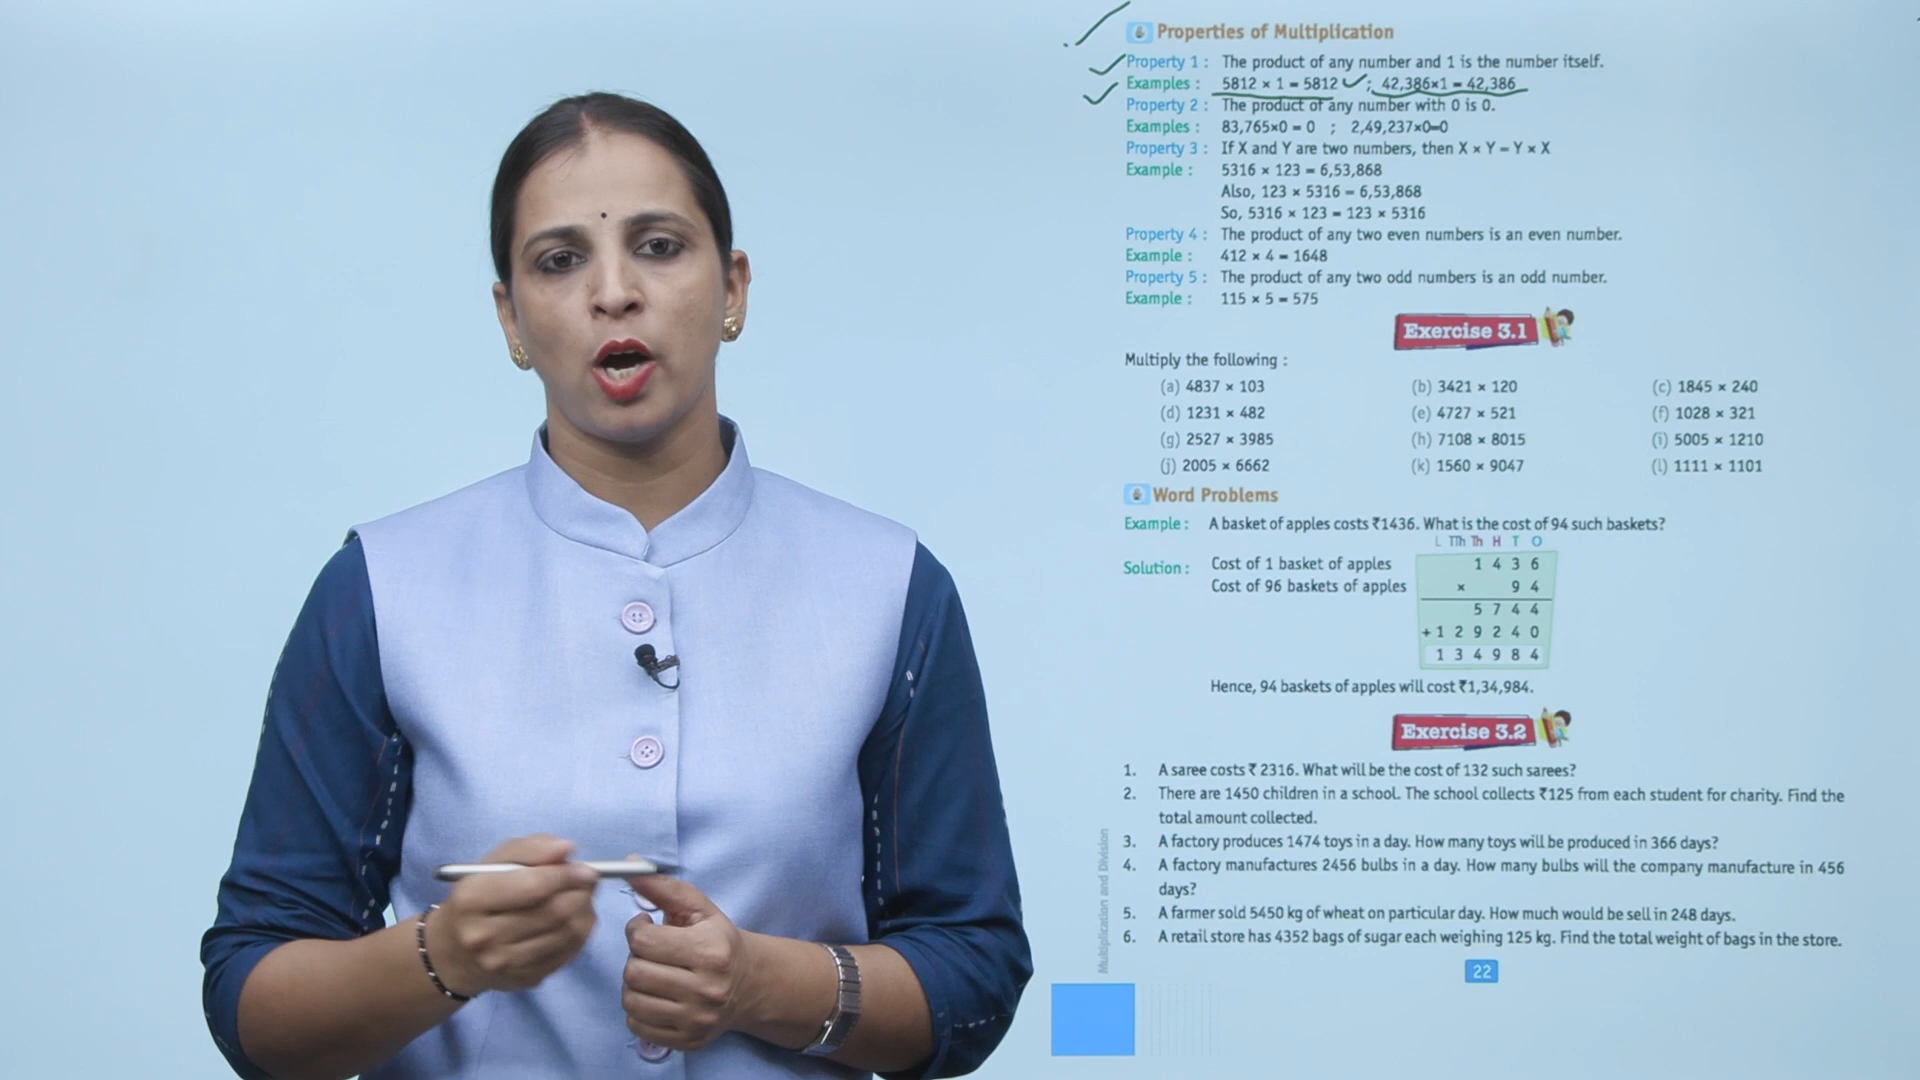 Properties of Multiplication
Property 1 : The product of any number and 1 is the number itself.
Examples : 5812 × 1 = 5812 ; 42,386×1 = 42,386
Property 2 : The product of any number with 0 is 0.
Examples : 83,765×0 = 0 ; 2,49,237×0=0
Property 3 : If X and Y are two numbers, then X × Y = Y × X
Example : 5316 × 123 = 6,53,868
Also, 123 × 5316 = 6,53,868
So, 5316 × 123 = 123 × 5316
Property 4 : The product of any two even numbers is an even number.
Example : 412 × 4 = 1648
Property 5 : The product of any two odd numbers is an odd number.
Example : 115 × 5 = 575
Exercise 3.1
Multiply the following :
(a) 4837 × 103 (b) 3421 × 120 (c) 1845 × 240
(d) 1231 × 482 (e) 4727 × 521 (f) 1028 × 321
(g) 2527 × 3985 (h) 7108 × 8015 (i) 5005 × 1210
(j) 2005 × 6662 (k) 1560 × 9047 (l) 1111 × 1101
Word Problems
Example : A basket of apples costs ₹1436. What is the cost of 94 such baskets?
L TTh Th H T O
Solution : Cost of 1 basket of apples 1 4 3 6
Cost of 96 baskets of apples × 9 4
5 7 4 4
+ 1 2 9 2 4 0
1 3 4 9 8 4
Hence, 94 baskets of apples will cost ₹1,34,984.
Exercise 3.2
1. A saree costs ₹ 2316. What will be the cost of 132 such sarees?
2. There are 1450 children in a school. The school collects ₹125 from each student for charity. Find the
total amount collected.
3. A factory produces 1474 toys in a day. How many toys will be produced in 366 days?
4. A factory manufactures 2456 bulbs in a day. How many bulbs will the company manufacture in 456
days?
5. A farmer sold 5450 kg of wheat on particular day. How much would be sell in 248 days.
6. A retail store has 4352 bags of sugar each weighing 125 kg. Find the total weight of bags in the store.
Multiplication and Division
22